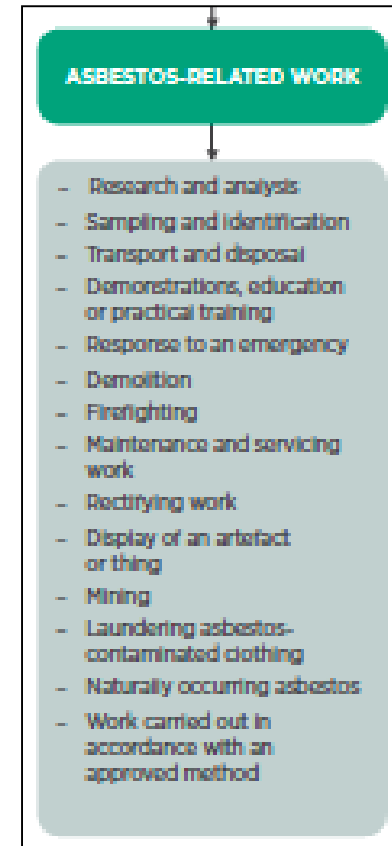 ASBESTOS-RELATED WORK
– Research and analysis
– Sampling and identification
– Transport and disposal
– Demonstrations, education
or practical training
– Response to an emergency
– Demolition
– Firefighting
– Maintenance and servicing
work
– Rectifying work
– Display of an artefact
or thing
– Mining
– Laundering asbestos-
contaminated clothing
– Naturally occurring asbestos
– Work carried out in
accordance with an
approved method